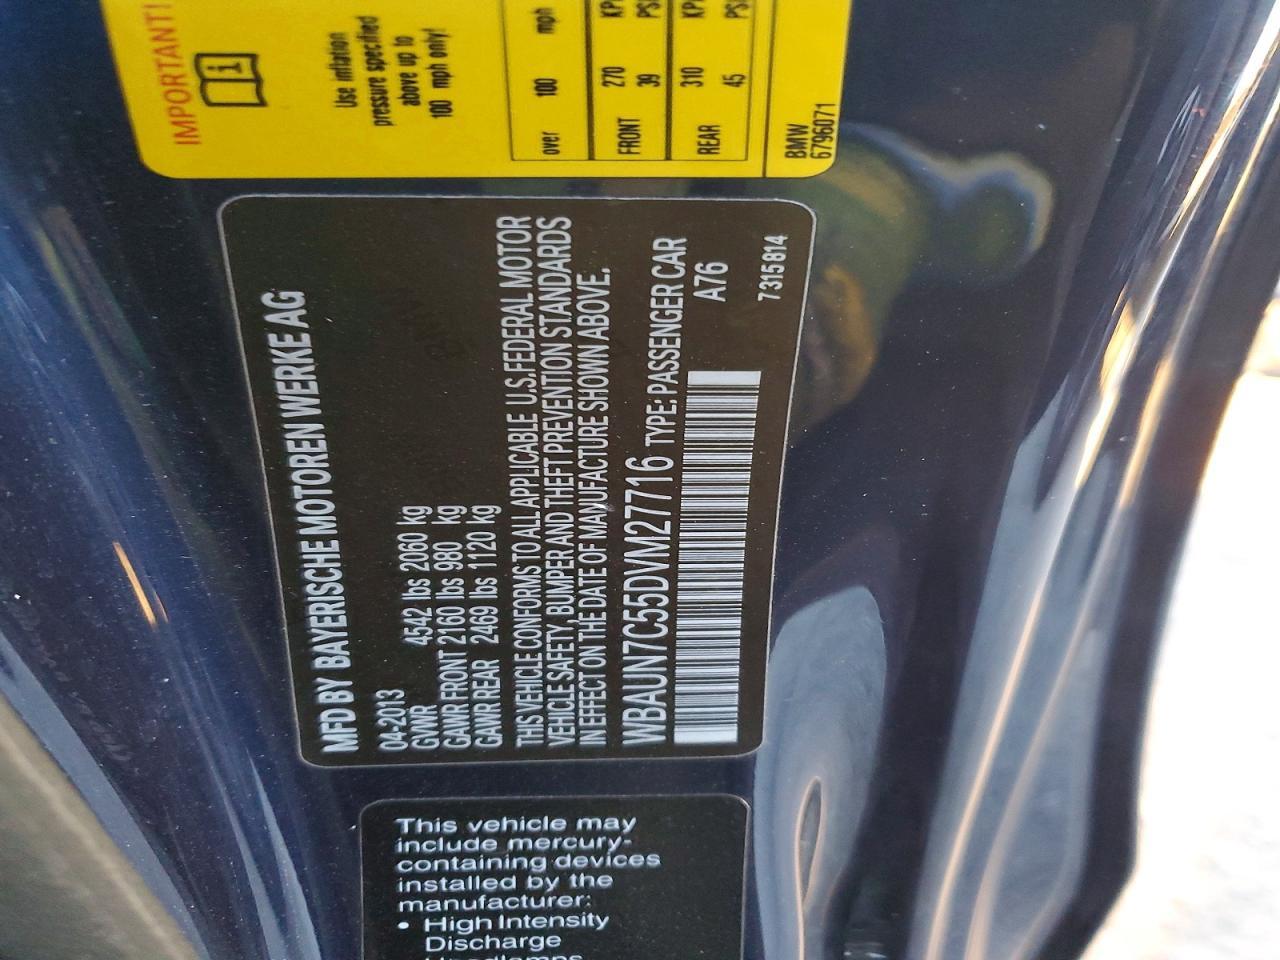 IMPORTANT!
Use inflation
pressure specified
above up to
100 mph only!
over 100 mph
FRONT 270
39
REAR 310
45
BMW
6796071
MFD BY BAYERISCHE MOTOREN WERKE AG
04-2013
GVWR 4542 lbs 2060 kg
GAWR FRONT 2160 lbs 980 kg
GAWR REAR 2469 lbs 1120 kg
THIS VEHICLE CONFORMS TO ALL APPLICABLE U.S.FEDERAL MOTOR
VEHICLE SAFETY, BUMPER AND THEFT PREVENTION STANDARDS
IN EFFECT ON THE DATE OF MANUFACTURE SHOWN ABOVE.
WBAUN7C55DVM27716 TYPE: PASSENGER CAR
A76
7315814
This vehicle may
include mercury-
containing devices
installed by the
manufacturer:
• High Intensity
Discharge